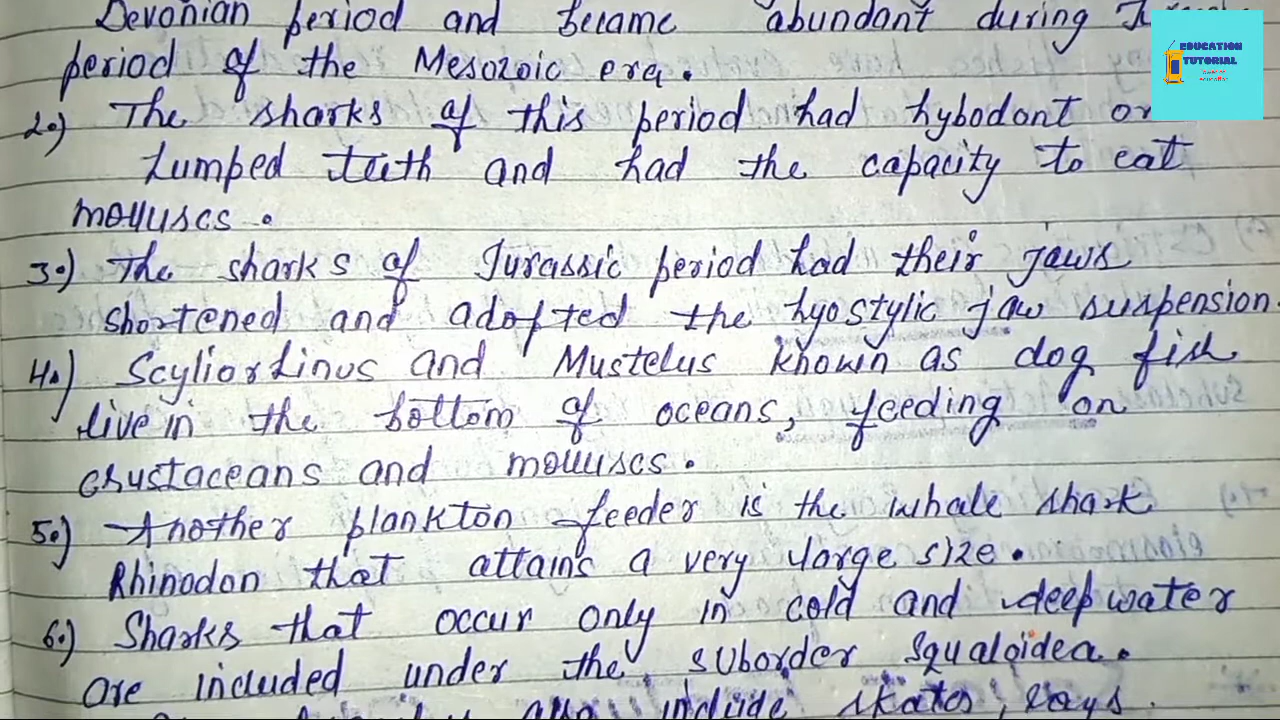 Devonian period and became abundant during
period of the Mesozoic era.
EDUCATION
TUTORIAL
Power of
education
2.) The sharks of this period had hybodont or
humped teeth and had the capacity to eat
molluscs.
3.) The sharks of Jurassic period had their jaws
shortened and adopted the hyostylic jaw suspension.
4.) Scyliorhinus and Mustelus known as dog fish
live in the bottom of oceans, feeding on
crustaceans and molluscs.
5.) Another plankton feeder is the whale shark
Rhinodon that attains a very large size.
6.) Sharks that occur only in cold and deep water
are included under the suborder Squaloidea.
also include skates, rays.